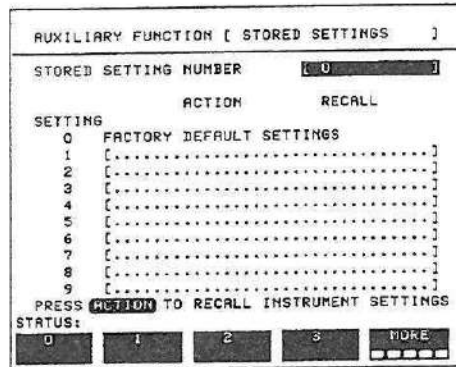 AUXILIARY FUNCTION [ STORED SETTINGS ]
STORED SETTING NUMBER [ 0 ]
ACTION RECALL
SETTING
0 FACTORY DEFAULT SETTINGS
1 [..................................]
2 [..................................]
3 [..................................]
4 [..................................]
5 [..................................]
6 [..................................]
7 [..................................]
8 [..................................]
9 [..................................]
PRESS ACTION TO RECALL INSTRUMENT SETTINGS
STATUS:
0 1 2 3 MORE